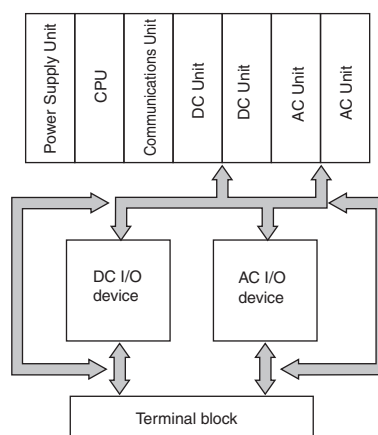 Power Supply Unit
CPU
Communications Unit
DC Unit
DC Unit
AC Unit
AC Unit
DC I/O
device
AC I/O
device
Terminal block